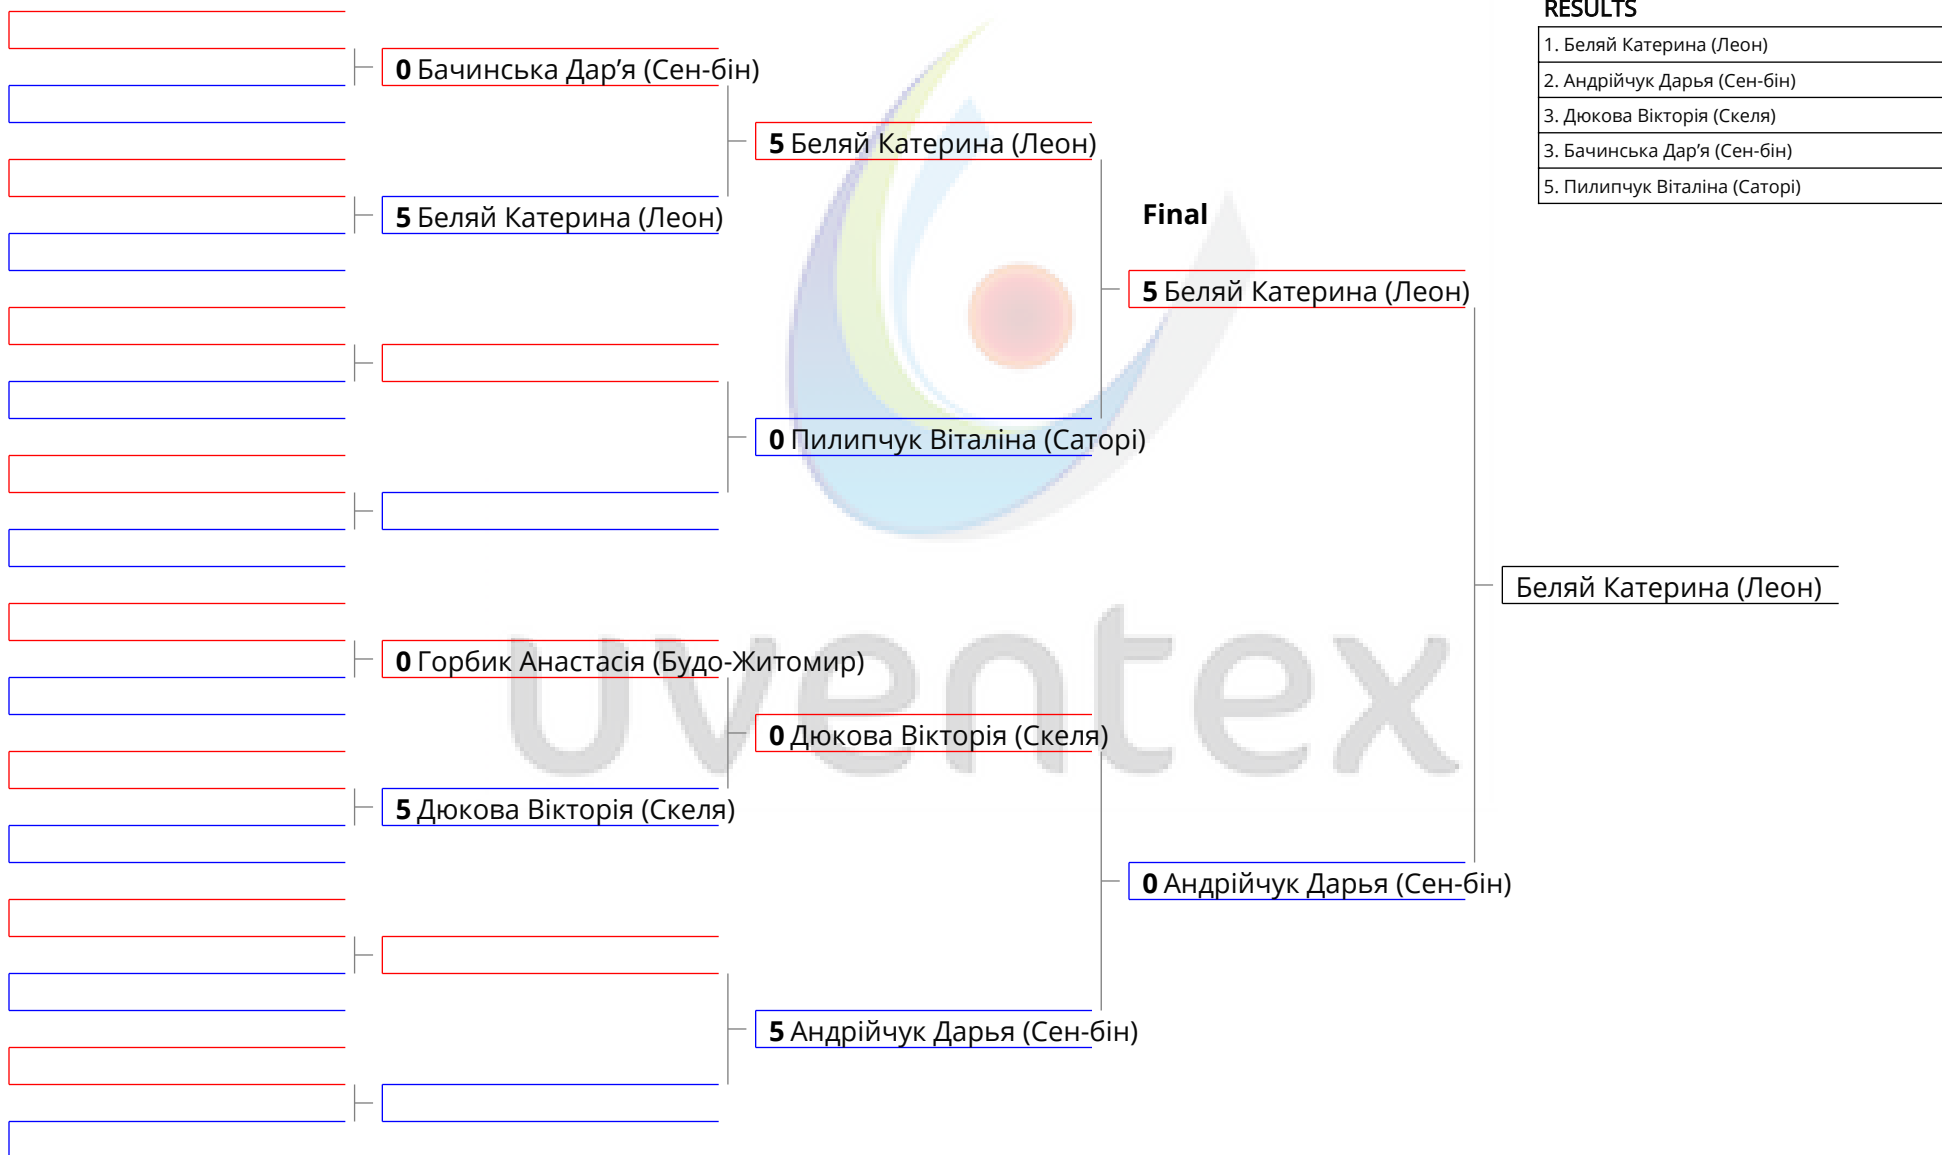 RESULTS
1. Беляй Катерина (Леон)
2. Андрійчук Дарья (Сен-бін)
3. Дюкова Вікторія (Скеля)
3. Бачинська Дар'я (Сен-бін)
5. Пилипчук Віталіна (Саторі)
0 Бачинська Дар'я (Сен-бін)
5 Беляй Катерина (Леон)
5 Беляй Катерина (Леон)
Final
5 Беляй Катерина (Леон)
0 Пилипчук Віталіна (Саторі)
Беляй Катерина (Леон)
uventex
0 Горбик Анастасія (Будо-Житомир)
0 Дюкова Вікторія (Скеля)
5 Дюкова Вікторія (Скеля)
0 Андрійчук Дарья (Сен-бін)
5 Андрійчук Дарья (Сен-бін)